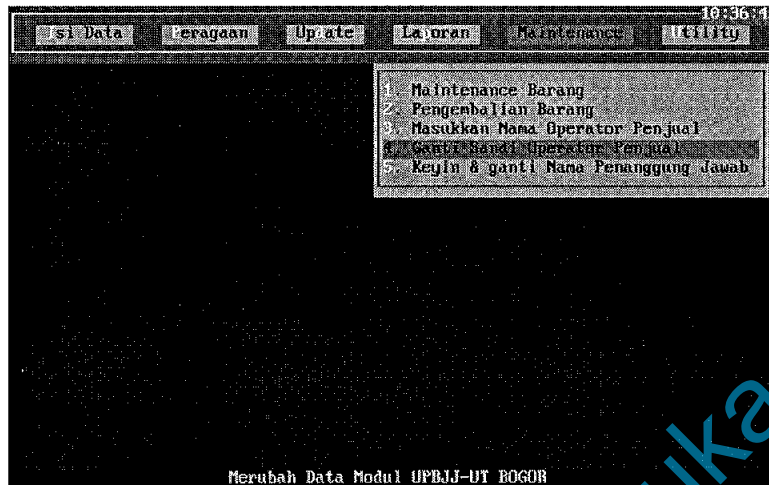 10:36:4
Isi Data Peragaan Update Laporan Maintenance Utility
1. Maintenance Barang
2. Pengembalian Barang
3. Masukkan Nama Operator Penjual
4. Ganti Sandi Operator Penjual
5. Keyin & ganti Nama Penanggung Jawab
Merubah Data Modul UPBJJ-UT BOGOR
uka